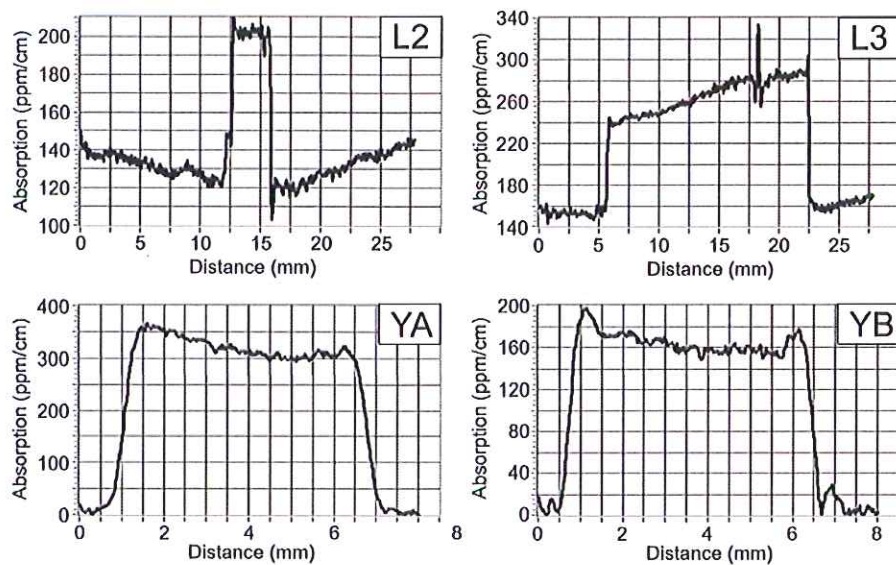 L2
Absorption (ppm/cm)
200
180
160
140
120
100
0 5 10 15 20 25
Distance (mm)
L3
Absorption (ppm/cm)
340
300
260
220
180
140
0 5 10 15 20 25
Distance (mm)
YA
Absorption (ppm/cm)
400
300
200
100
0
0 2 4 6 8
Distance (mm)
YB
Absorption (ppm/cm)
200
160
120
80
40
0
0 2 4 6 8
Distance (mm)